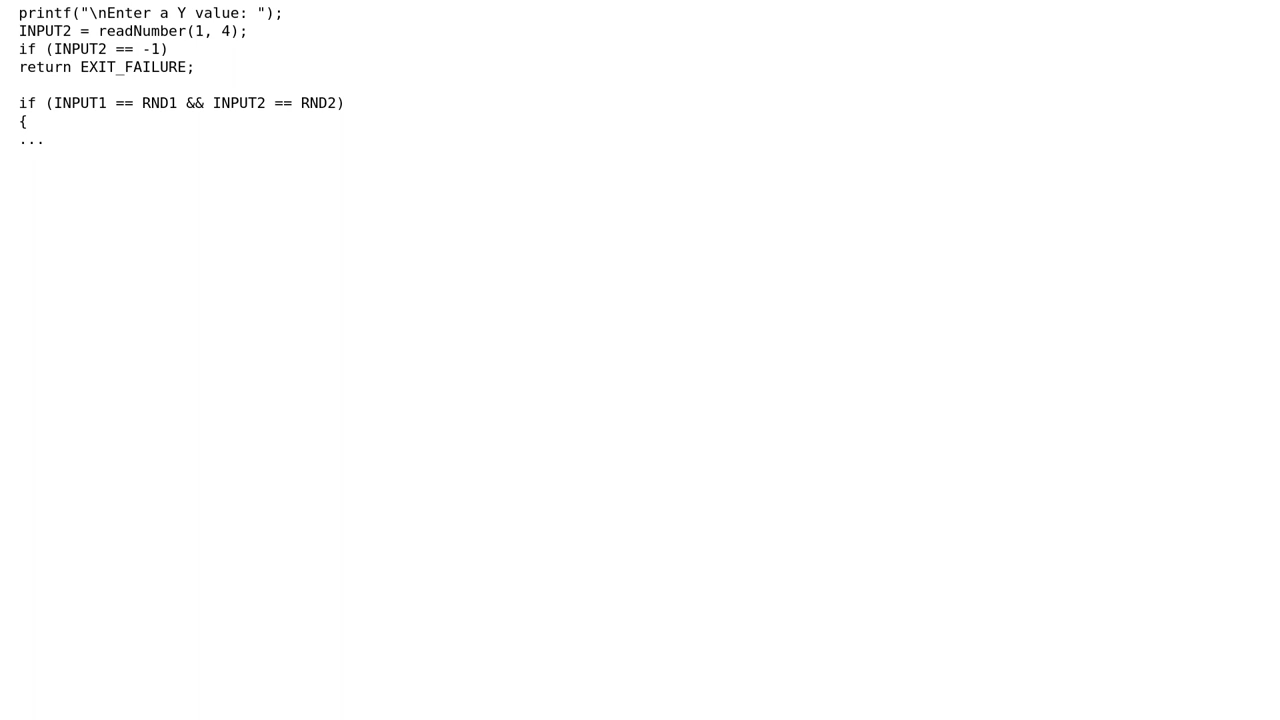 printf("\nEnter a Y value: ");
INPUT2 = readNumber(1, 4);
if (INPUT2 == -1)
return EXIT_FAILURE;

if (INPUT1 == RND1 && INPUT2 == RND2)
{
...